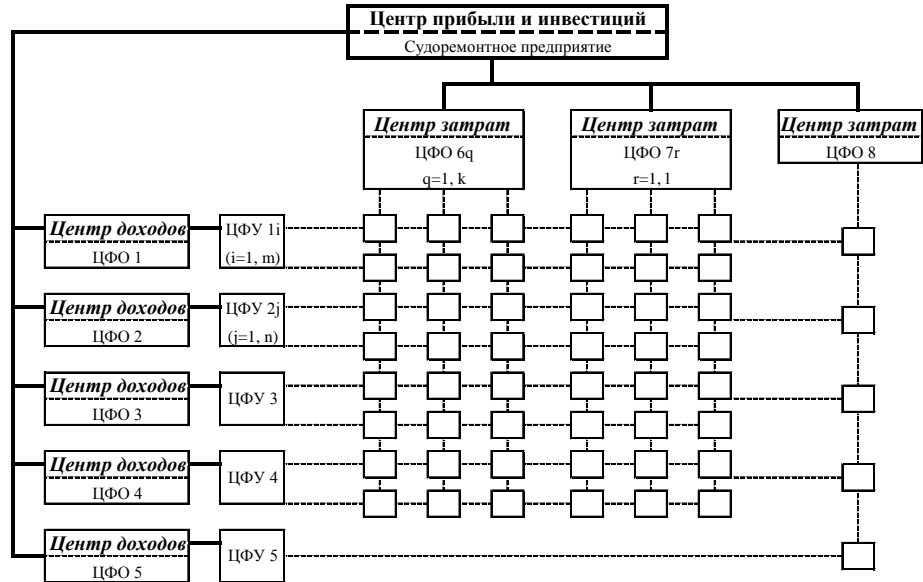 Центр прибыли и инвестиций
Судоремонтное предприятие
Центр затрат
ЦФО 6q
q=1, k
Центр затрат
ЦФО 7r
r=1, l
Центр затрат
ЦФО 8
Центр доходов
ЦФО 1
ЦФУ 1i
(i=1, m)
Центр доходов
ЦФО 2
ЦФУ 2j
(j=1, n)
Центр доходов
ЦФО 3
ЦФУ 3
Центр доходов
ЦФО 4
ЦФУ 4
Центр доходов
ЦФО 5
ЦФУ 5